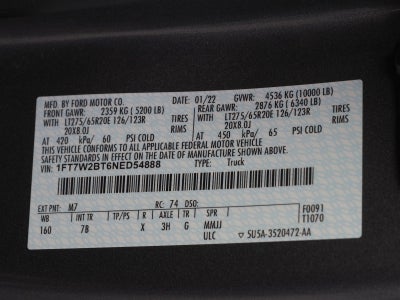 MFD. BY FORD MOTOR CO. 01/22 GVWR: 4536 KG (10000 LB)
FRONT GAWR: 2359 KG ( 5200 LB) REAR GAWR: 2876 KG ( 6340 LB)
LT275/65R20E 126/123R TIRES LT275/65R20E 126/123R TIRES
20X8.0J RIMS 20X8.0J RIMS
AT 420 kPa/ 60 PSI COLD AT 450 kPa/ 65 PSI COLD
THIS VEHICLE CONFORMS TO ALL APPLICABLE FEDERAL MOTOR VEHICLE
SAFETY STANDARDS IN EFFECT ON THE DATE OF MANUFACTURE SHOWN ABOVE.
VIN: 1FT7W2BT6NED54888 TYPE: Truck
EXT PNT: M7 RC: 74 DSO: F0091
WB INT TR TP/PS R AXLE TR SPR T1070
160 7B X 3H G MMJJ
ULC 5U5A-3520472-AA